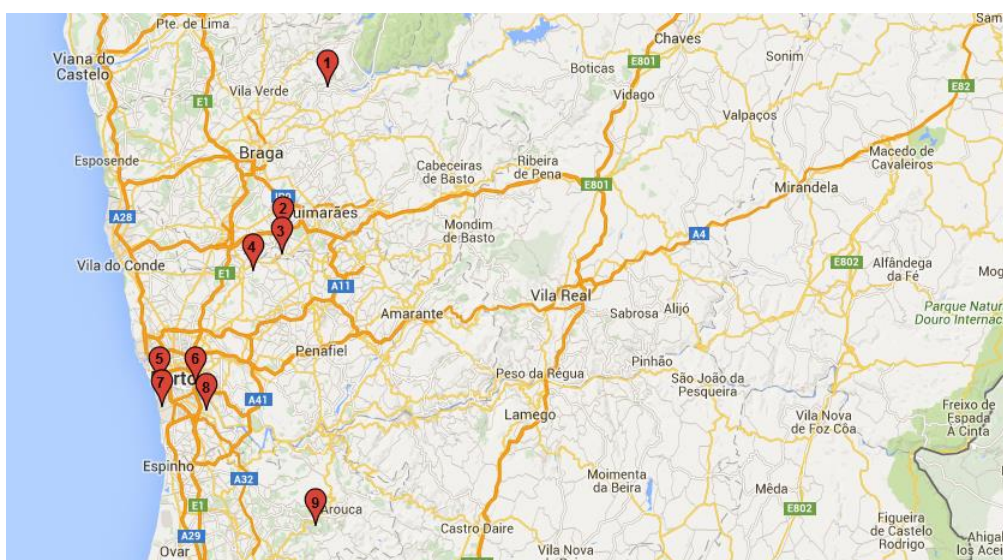 Pte. de Lima
Sam
Viana do
Castelo
Chaves
Sonim
1
Boticas
E801
E82
Vila Verde
Vidago
E1
Valpaços
Braga
Macedo de
Cavaleiros
Esposende
Cabeceiras
de Basto
Ribeira
de Pena
E801
Mirandela
2
A28
Guimarães
3
Mondim
de Basto
A4
4
Vila do Conde
E1
E802
Alfândega
da Fé
A11
Mog
Vila Real
Amarante
Sabrosa
Alijó
Parque Natur
Douro Internac
Penafiel
5
6
Pinhão
Peso da Régua
São João da
Pesqueira
7
8
A41
Lamego
Vila Nova
de Foz Côa
Freixo de
Espada
À Cinta
Espinho
A32
Moimenta
da Beira
Mêda
E1
9
Arouca
E802
Castro Daire
Figueira
de Castelo
Rodrigo
A29
Ovar
Vila Nova
Ahigal
los Ace